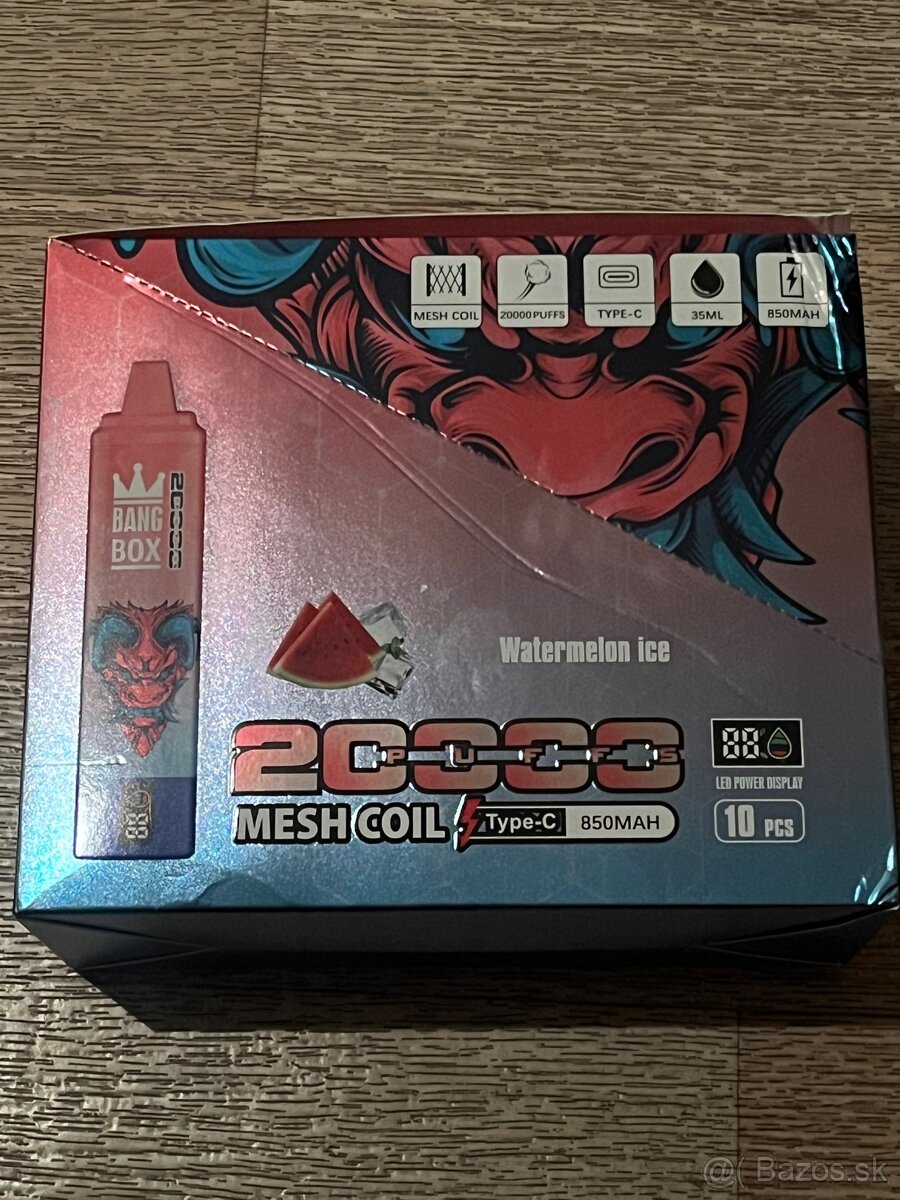 MESH COIL
20000 PUFFS
TYPE-C
35ML
850MAH
BANG
BOX
20000
Watermelon ice
20000
PUFFS
88%
LED POWER DISPLAY
MESH COIL
Type-C
850MAH
10 PCS
88
@( Bazos.sk